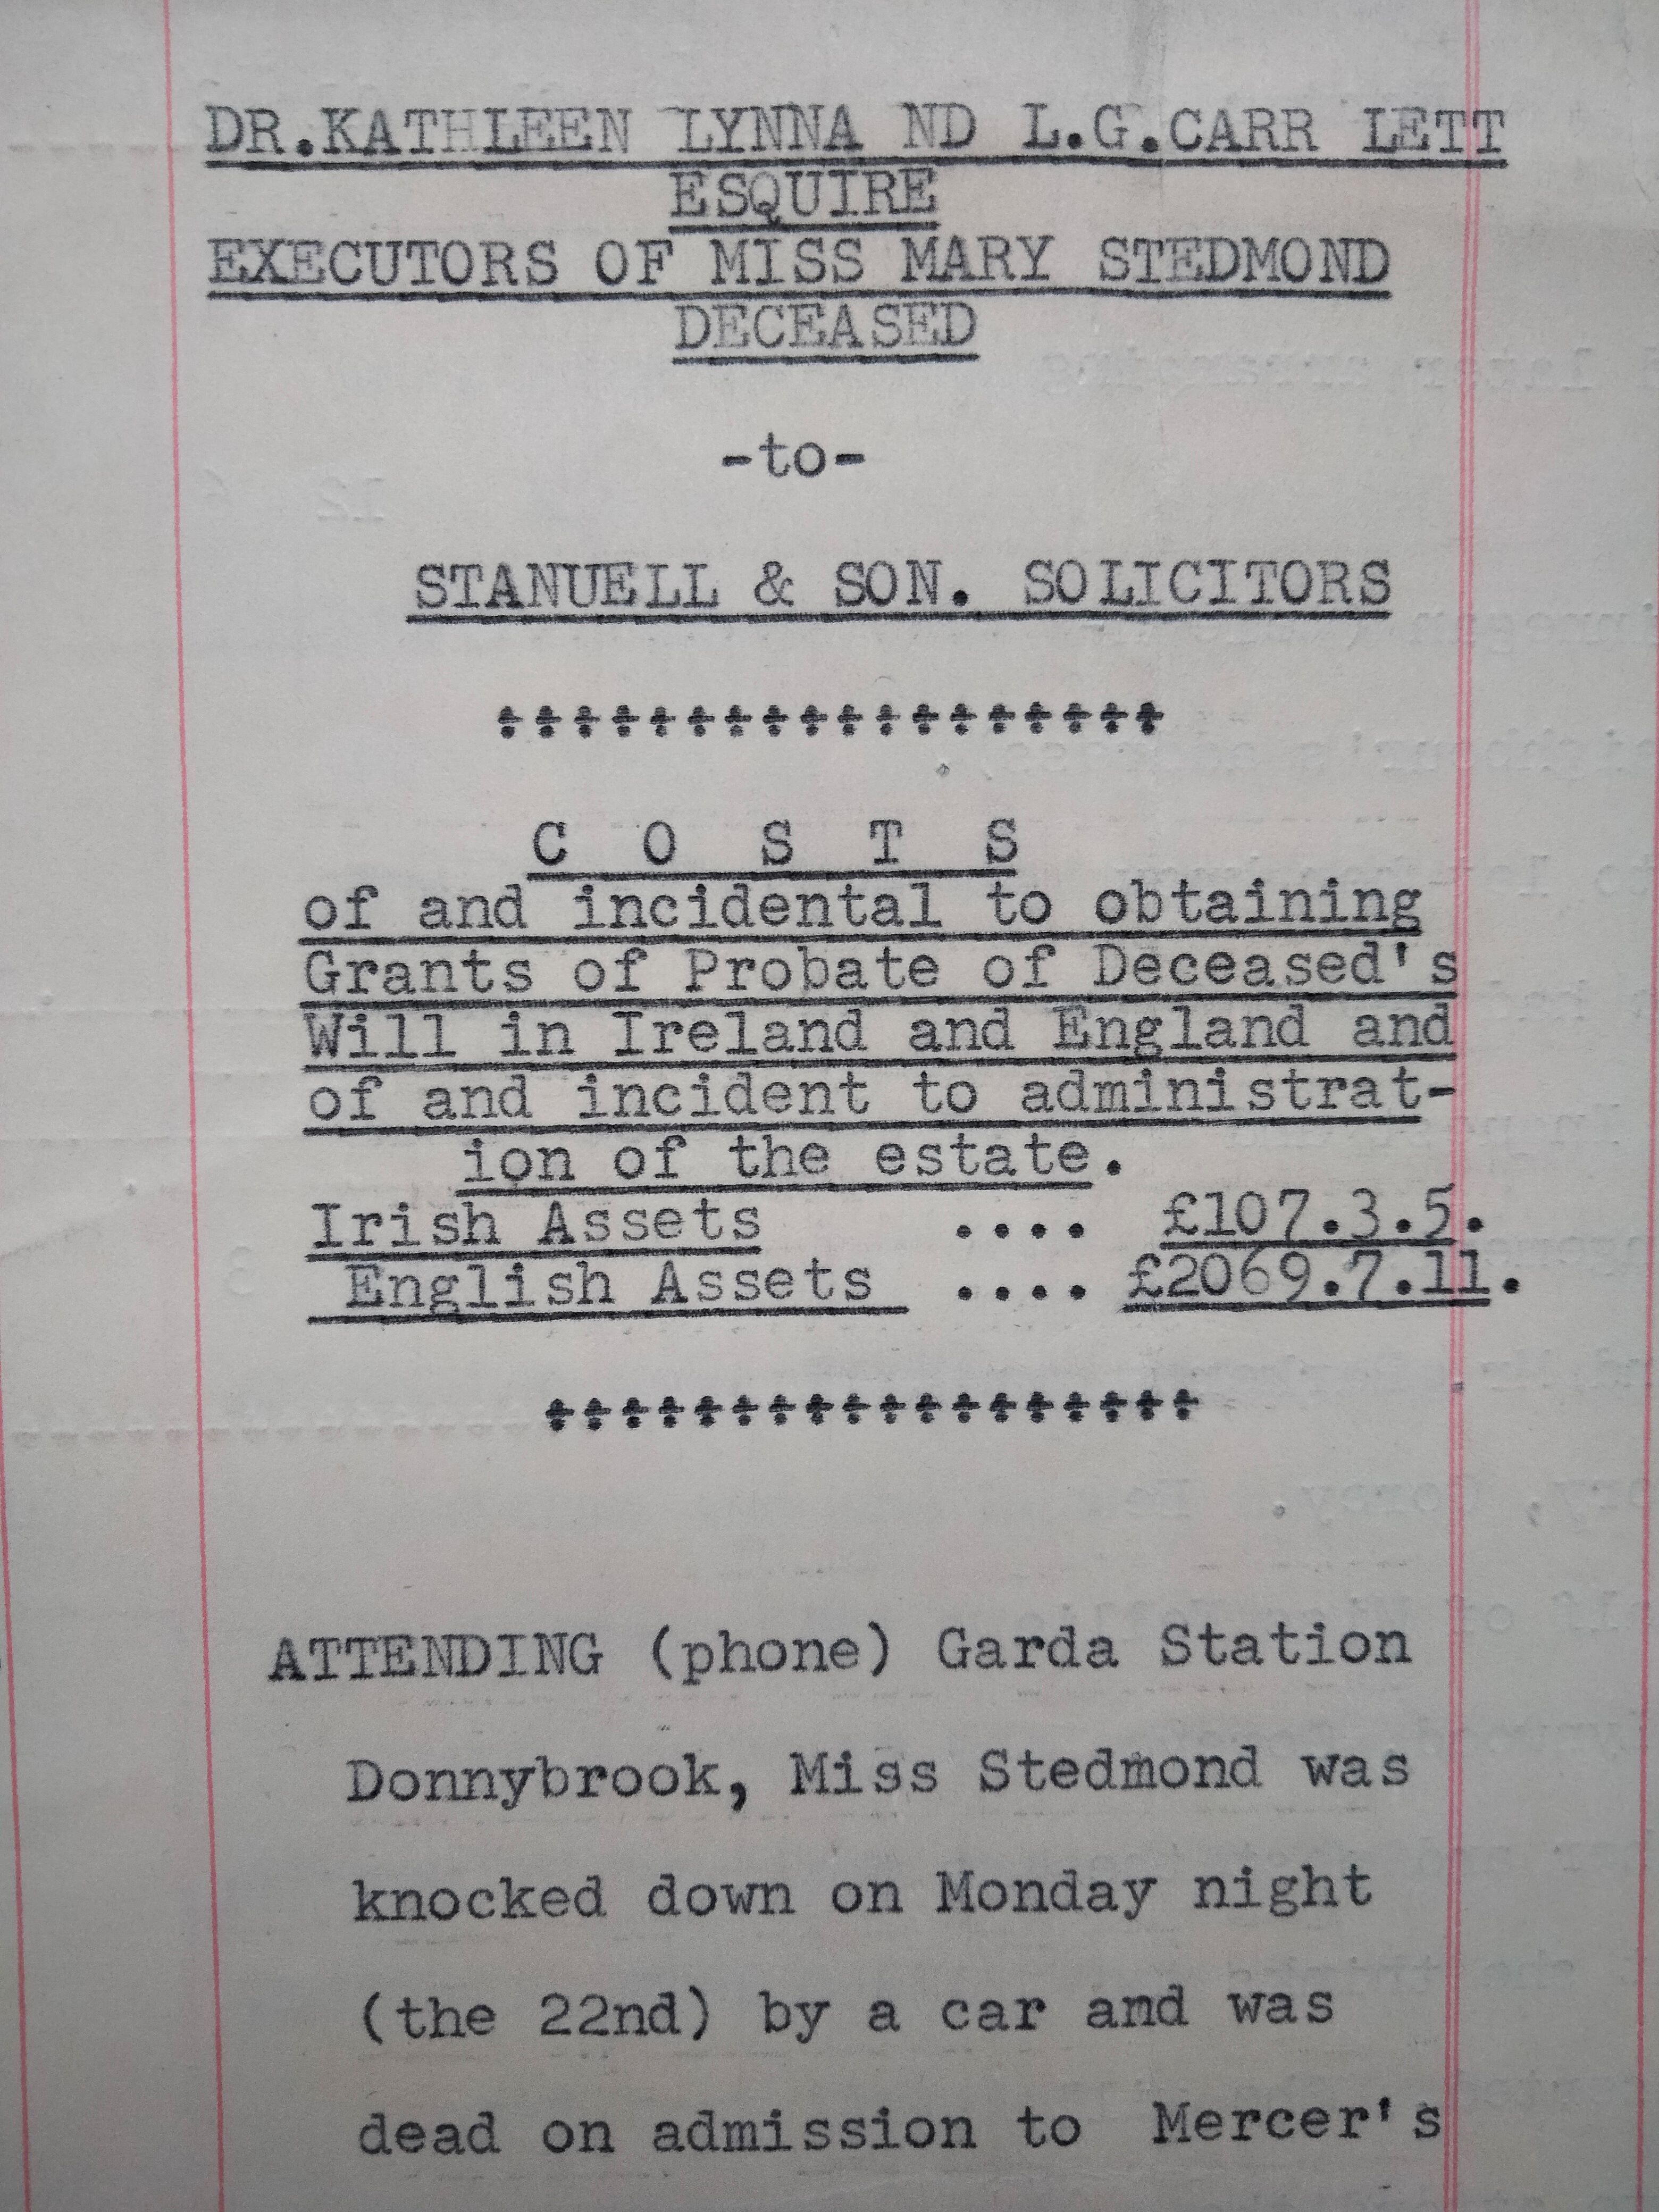 DR.KATHLEEN LYNNA ND L.G.CARR LETT
ESQUIRE
EXECUTORS OF MISS MARY STEDMOND
DECEASED
-to-
STANUELL & SON. SOLICITORS
C O S T S
of and incidental to obtaining
Grants of Probate of Deceased's
Will in Ireland and England and
of and incident to administrat-
ion of the estate.
Irish Assets .... £107.3.5.
English Assets .... £2069.7.11.
ATTENDING (phone) Garda Station
Donnybrook, Miss Stedmond was
knocked down on Monday night
(the 22nd) by a car and was
dead on admission to Mercer's